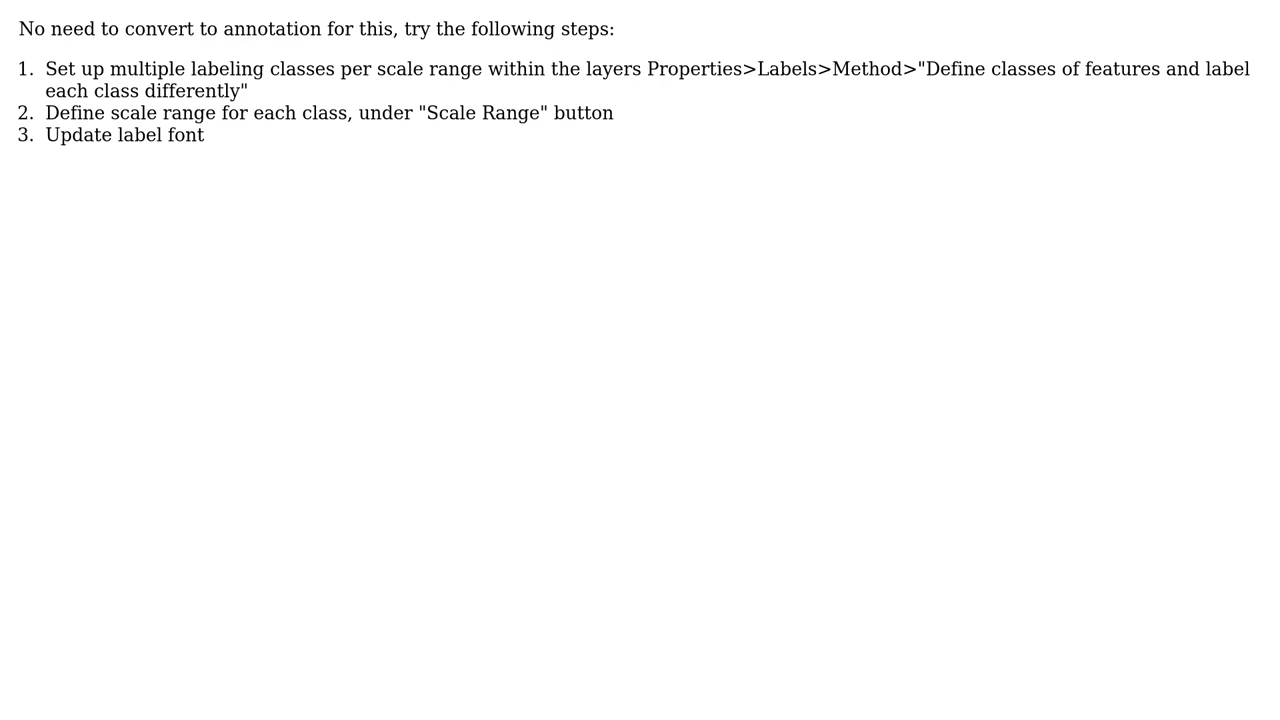 No need to convert to annotation for this, try the following steps:
1. Set up multiple labeling classes per scale range within the layers Properties>Labels>Method>"Define classes of features and label
each class differently"
2. Define scale range for each class, under "Scale Range" button
3. Update label font